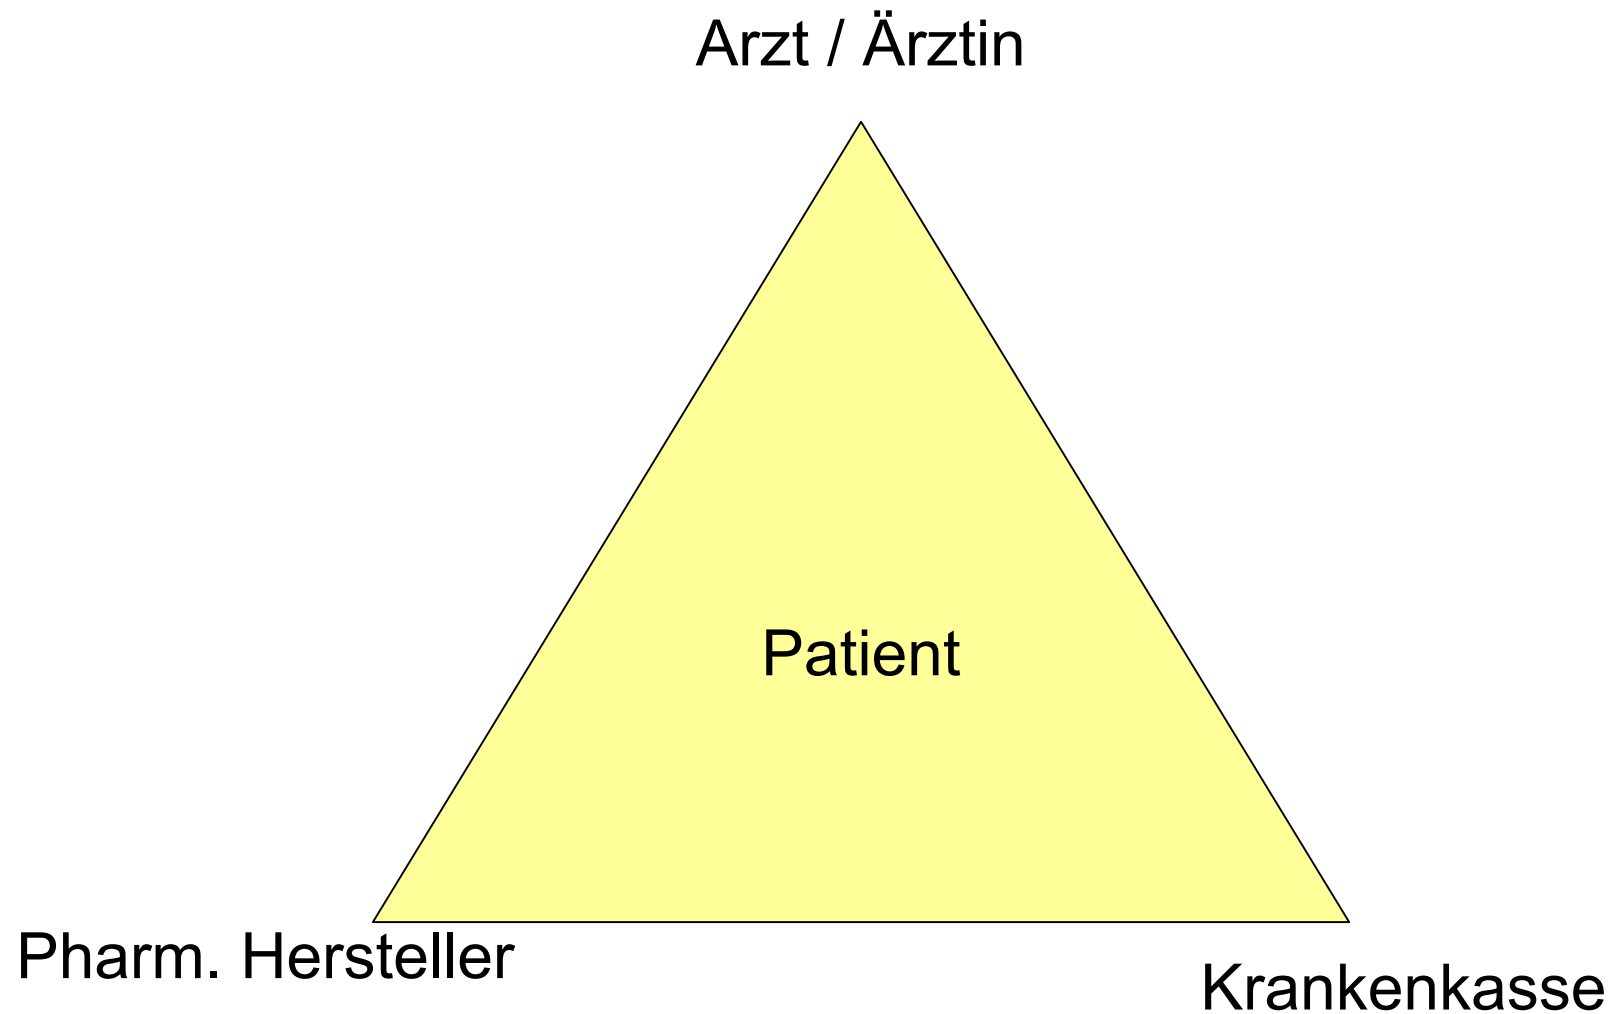 Arzt / Ärztin
Patient
Pharm. Hersteller
Krankenkasse